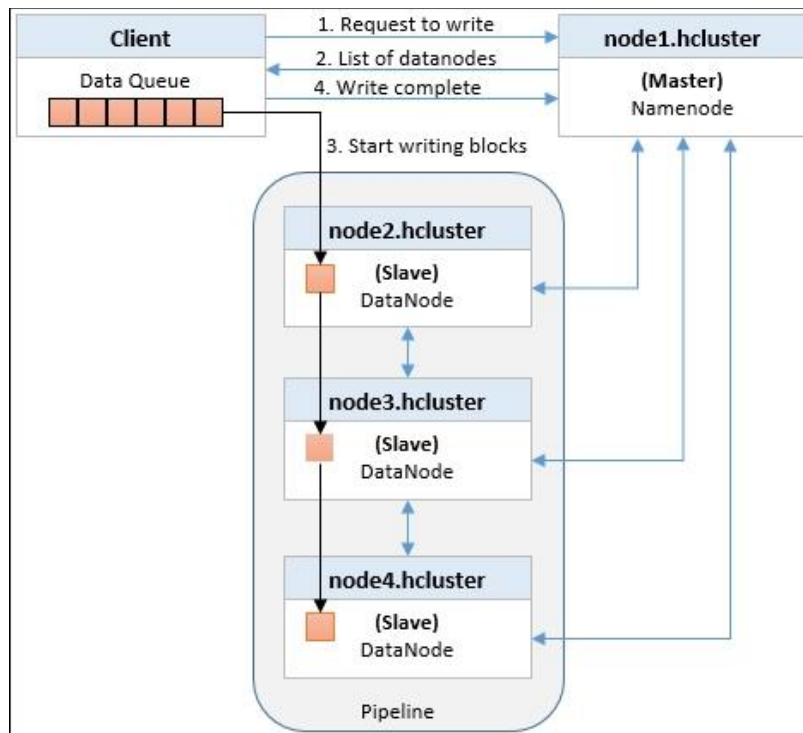 Client
Data Queue
1. Request to write
2. List of datanodes
4. Write complete
node1.hcluster
(Master)
Namenode
3. Start writing blocks
node2.hcluster
(Slave)
DataNode
node3.hcluster
(Slave)
DataNode
node4.hcluster
(Slave)
DataNode
Pipeline